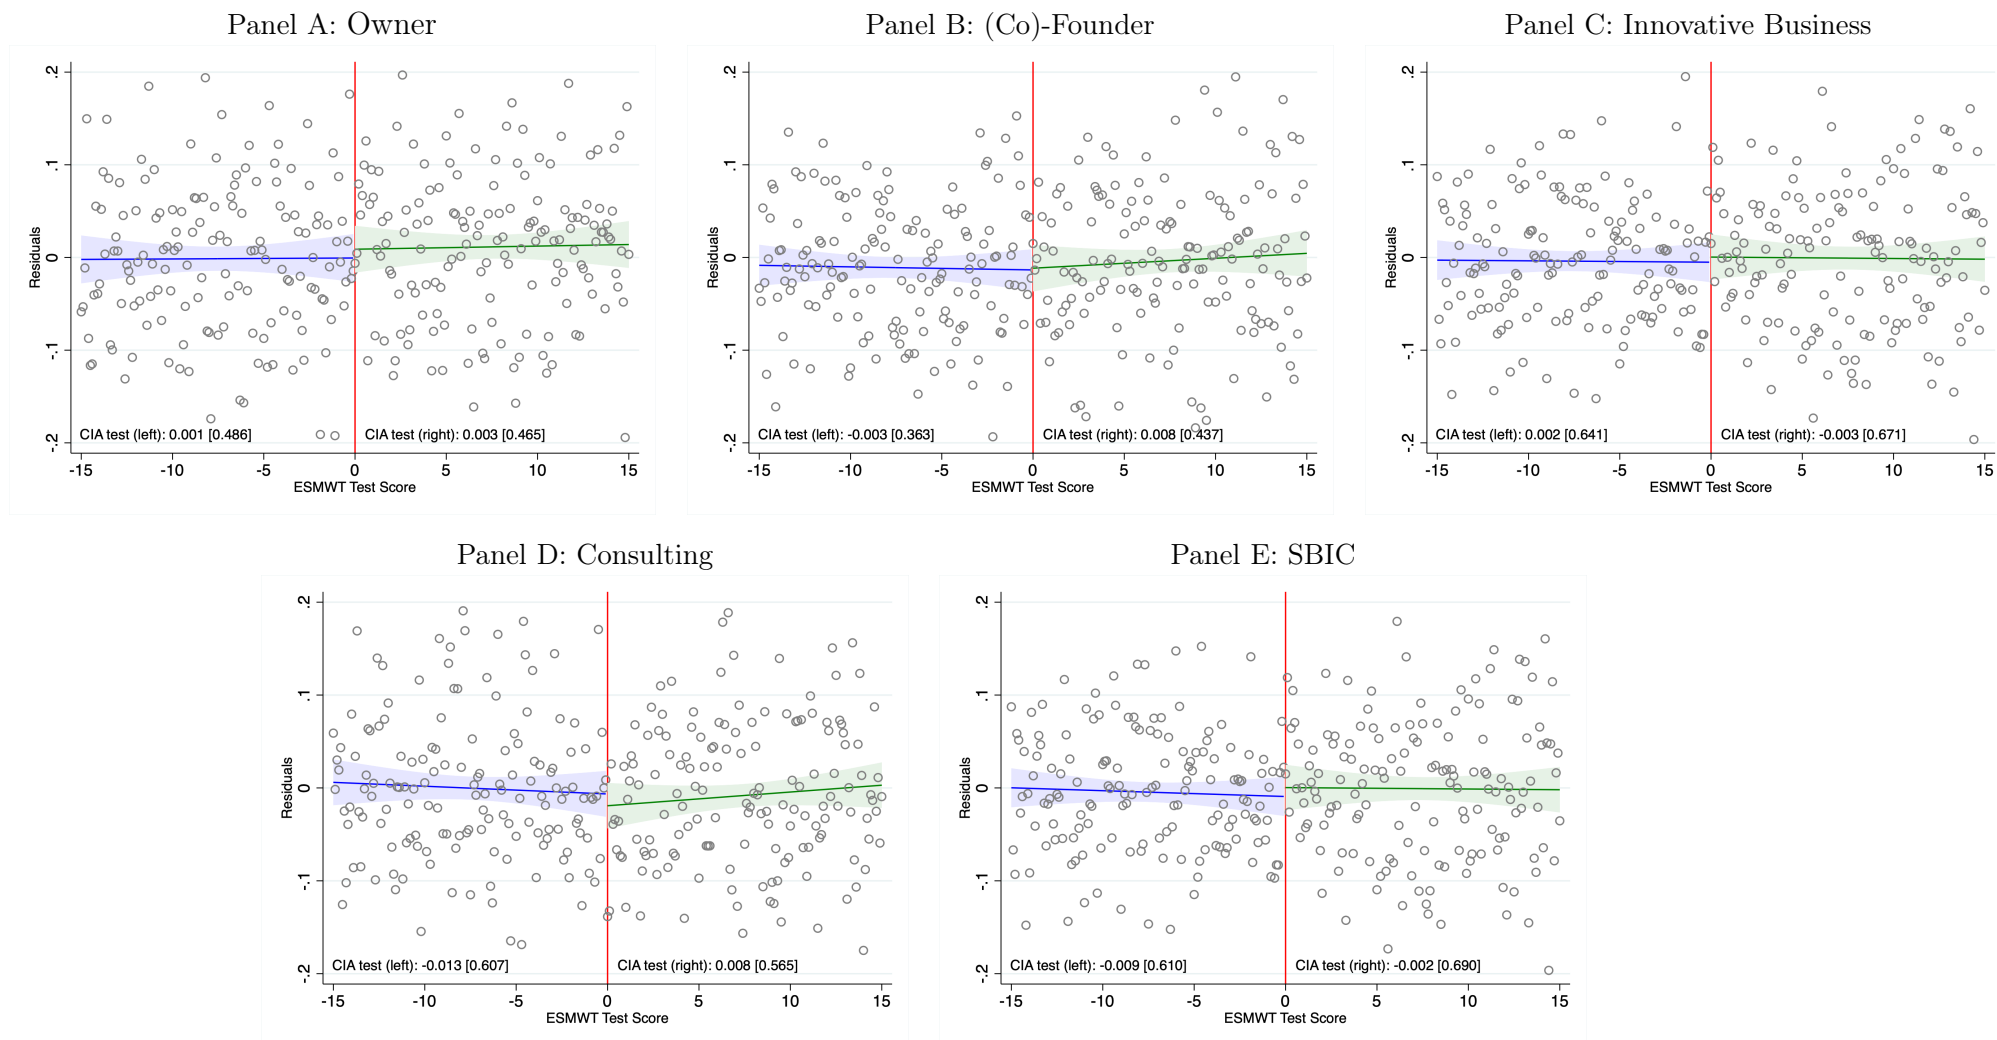 Panel A: Owner
Residuals
.2
.1
0
-.1
-.2
CIA test (left): 0.001 [0.486]
CIA test (right): 0.003 [0.465]
-15 -10 -5 0 5 10 15
ESMWT Test Score
Panel B: (Co)-Founder
Residuals
.2
.1
0
-.1
-.2
CIA test (left): -0.003 [0.363]
CIA test (right): 0.008 [0.437]
-15 -10 -5 0 5 10 15
ESMWT Test Score
Panel C: Innovative Business
Residuals
.2
.1
0
-.1
-.2
CIA test (left): 0.002 [0.641]
CIA test (right): -0.003 [0.671]
-15 -10 -5 0 5 10 15
ESMWT Test Score
Panel D: Consulting
Residuals
.2
.1
0
-.1
-.2
CIA test (left): -0.013 [0.607]
CIA test (right): 0.008 [0.565]
-15 -10 -5 0 5 10 15
ESMWT Test Score
Panel E: SBIC
Residuals
.2
.1
0
-.1
-.2
CIA test (left): -0.009 [0.610]
CIA test (right): -0.002 [0.690]
-15 -10 -5 0 5 10 15
ESMWT Test Score